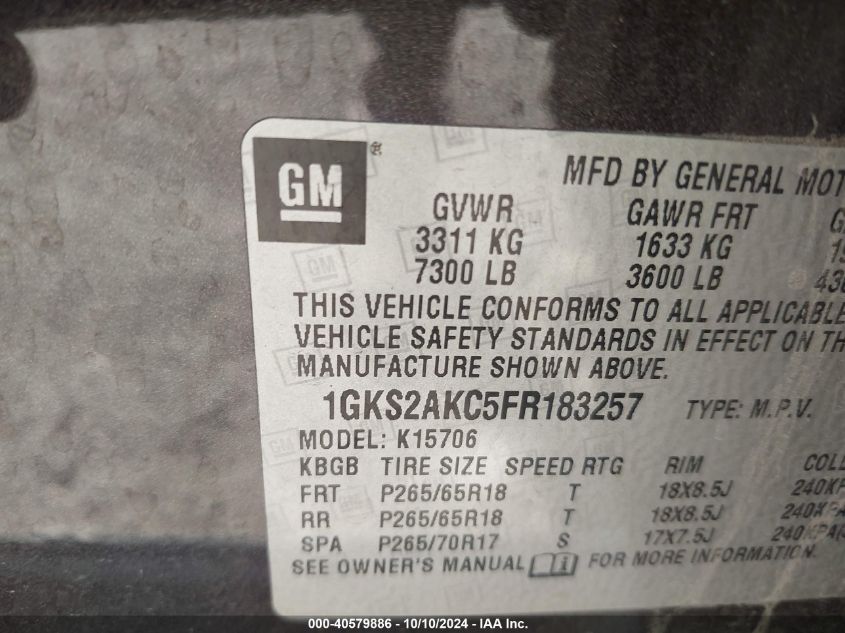 GM®
MFD BY GENERAL
GVWR GAWR FRT
3311 KG 1633 KG
7300 LB 3600 LB
THIS VEHICLE CONFORMS TO ALL APPLICABLE
VEHICLE SAFETY STANDARDS IN EFFECT ON
MANUFACTURE SHOWN ABOVE.
1GKS2AKC5FR183257 TYPE: M.P.V.
MODEL: K15706
KBGB TIRE SIZE SPEED RTG RIM
FRT P265/65R18 T 18X8.5J
RR P265/65R18 T 18X8.5J 240KPA
SPA P265/70R17 S 17X7.5J 240KPA
SEE OWNER'S MANUAL FOR MORE INFORMATION.
000-40579886 - 10/10/2024 - IAA Inc.